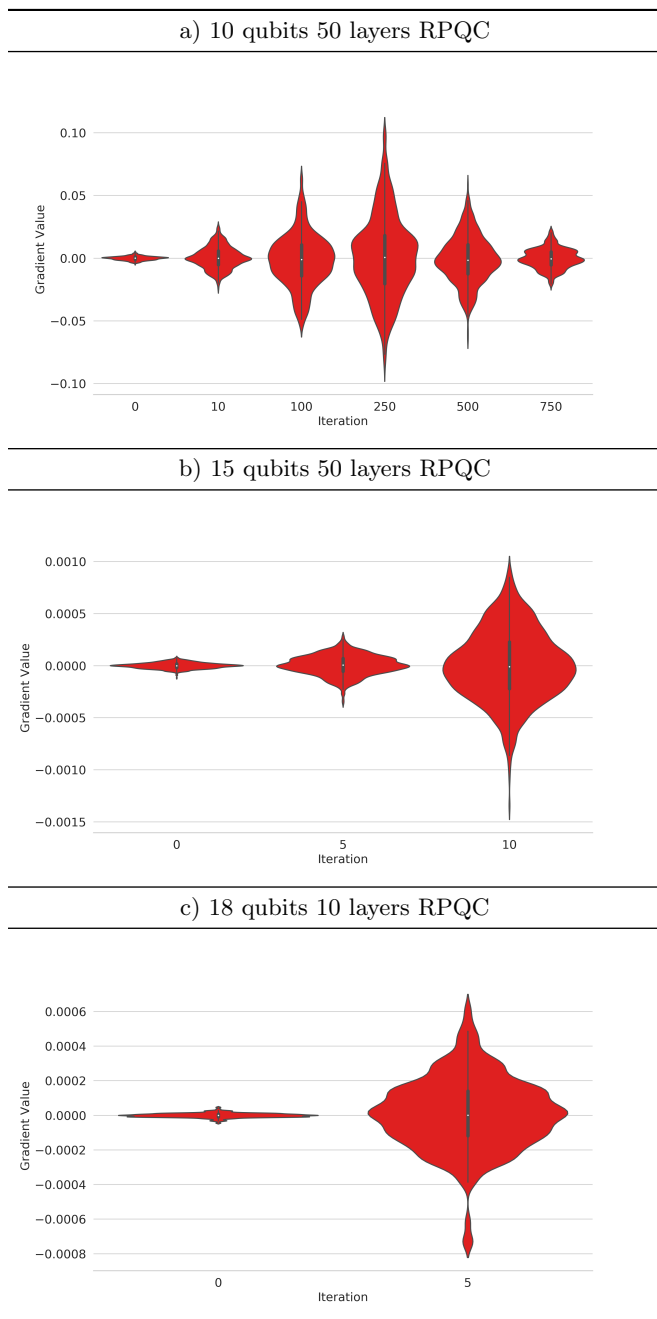 a) 10 qubits 50 layers RPQC
0.10
0.05
0.00
−0.05
−0.10
Gradient Value
0 10 100 250 500 750
Iteration
b) 15 qubits 50 layers RPQC
0.0010
0.0005
0.0000
−0.0005
−0.0010
−0.0015
Gradient Value
0 5 10
Iteration
c) 18 qubits 10 layers RPQC
0.0006
0.0004
0.0002
0.0000
−0.0002
−0.0004
−0.0006
−0.0008
Gradient Value
0 5
Iteration